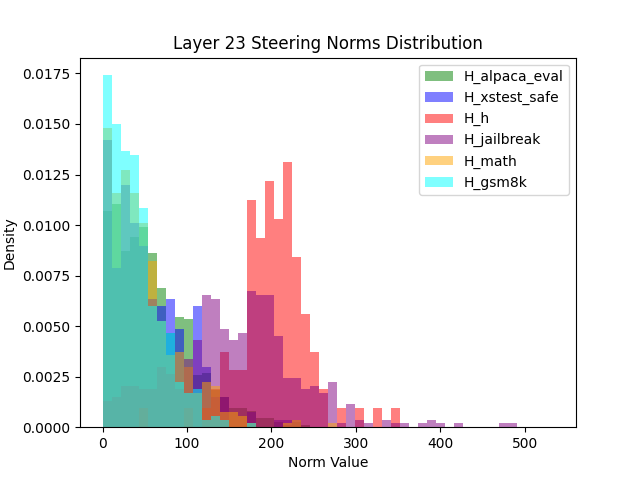 Layer 23 Steering Norms Distribution
0.0175
0.0150
0.0125
0.0100
0.0075
0.0050
0.0025
0.0000
Density
H_alpaca_eval
H_xstest_safe
H_h
H_jailbreak
H_math
H_gsm8k
0 100 200 300 400 500
Norm Value